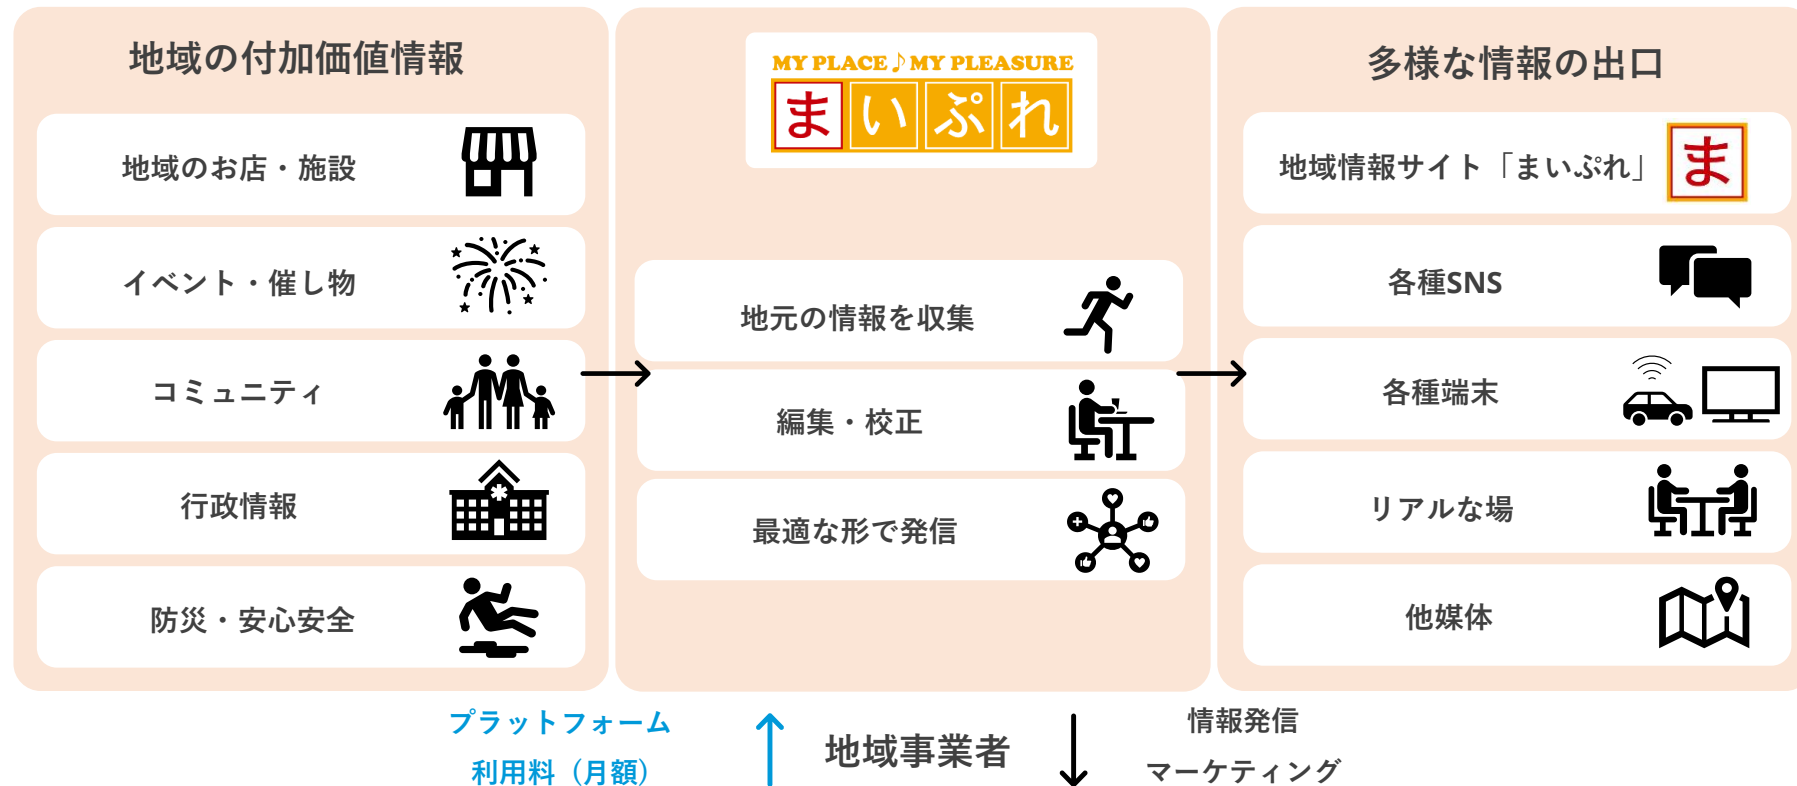 地域の付加価値情報
地域のお店・施設
イベント・催し物
コミュニティ
行政情報
防災・安心安全
MY PLACE♪MY PLEASURE
まいぷれ
地元の情報を収集
編集・校正
最適な形で発信
多様な情報の出口
地域情報サイト「まいぷれ」
ま
各種SNS
各種端末
リアルな場
他媒体
プラットフォーム
利用料（月額）
地域事業者
情報発信
マーケティング